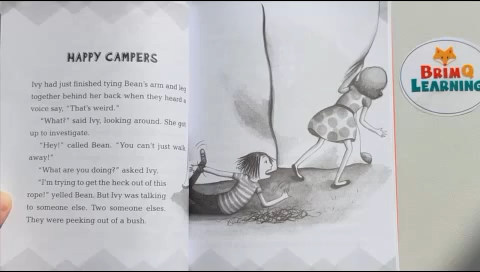 HAPPY CAMPERS
Ivy had just finished tying Bean's arm and leg
together behind her back when they heard a
voice say, "That's weird."
"What?" said Ivy, looking around. She got
up to investigate.
"Hey!" called Bean. "You can't just walk
away!"
"What are you doing?" asked Ivy.
"I'm trying to get the heck out of this
rope!" yelled Bean. But Ivy was talking
to someone else. Two someone elses.
They were peeking out of a bush.
BRIMQ
LEARNING